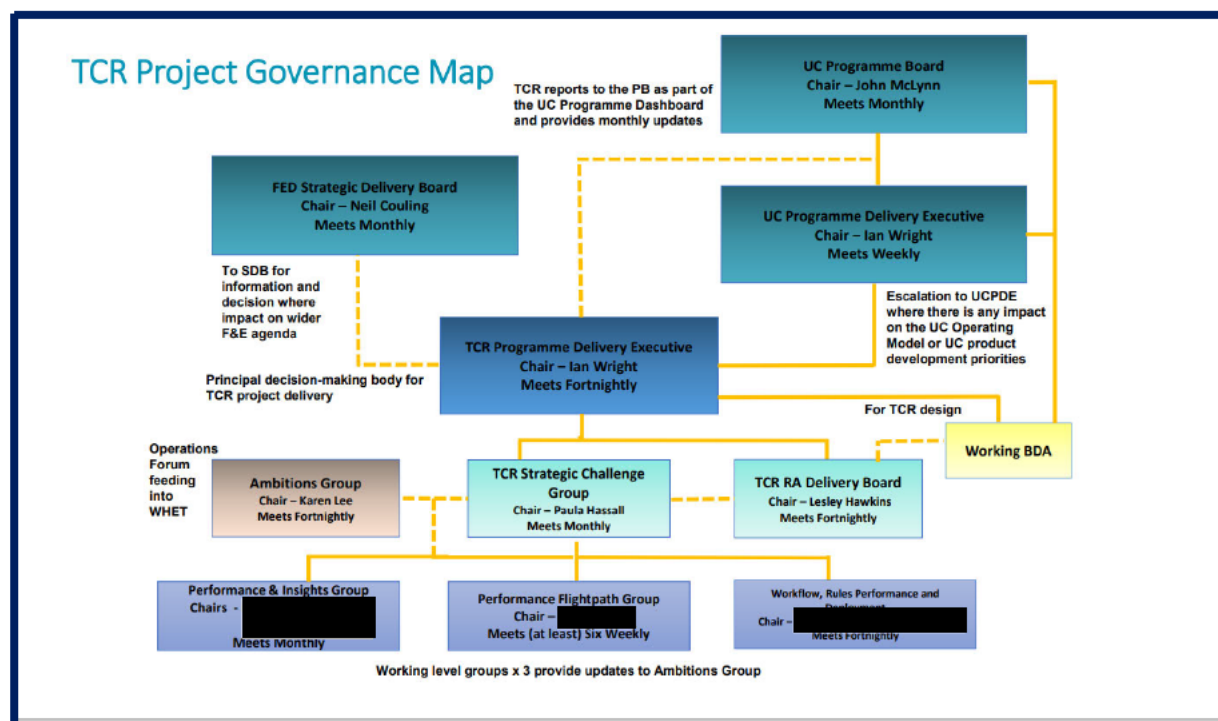 TCR Project Governance Map
UC Programme Board
Chair – John McLynn
Meets Monthly
TCR reports to the PB as part of
the UC Programme Dashboard
and provides monthly updates
FED Strategic Delivery Board
Chair – Neil Couling
Meets Monthly
UC Programme Delivery Executive
Chair – Ian Wright
Meets Weekly
To SDB for
information and
decision where
impact on wider
F&E agenda
Escalation to UCPDE
where there is any impact
on the UC Operating
Model or UC product
development priorities
TCR Programme Delivery Executive
Chair – Ian Wright
Meets Fortnightly
Principal decision-making body for
TCR project delivery
For TCR design
Working BDA
Operations
Forum
feeding
into
WHET
Ambitions Group
Chair – Karen Lee
Meets Fortnightly
TCR Strategic Challenge
Group
Chair – Paula Hassall
Meets Monthly
TCR RA Delivery Board
Chair – Lesley Hawkins
Meets Fortnightly
Performance & Insights Group
Chairs -
Meets Monthly
Performance Flightpath Group
Chair –
Meets (at least) Six Weekly
Workflow, Rules Performance and
Chair –
Meets Fortnightly
Working level groups x 3 provide updates to Ambitions Group